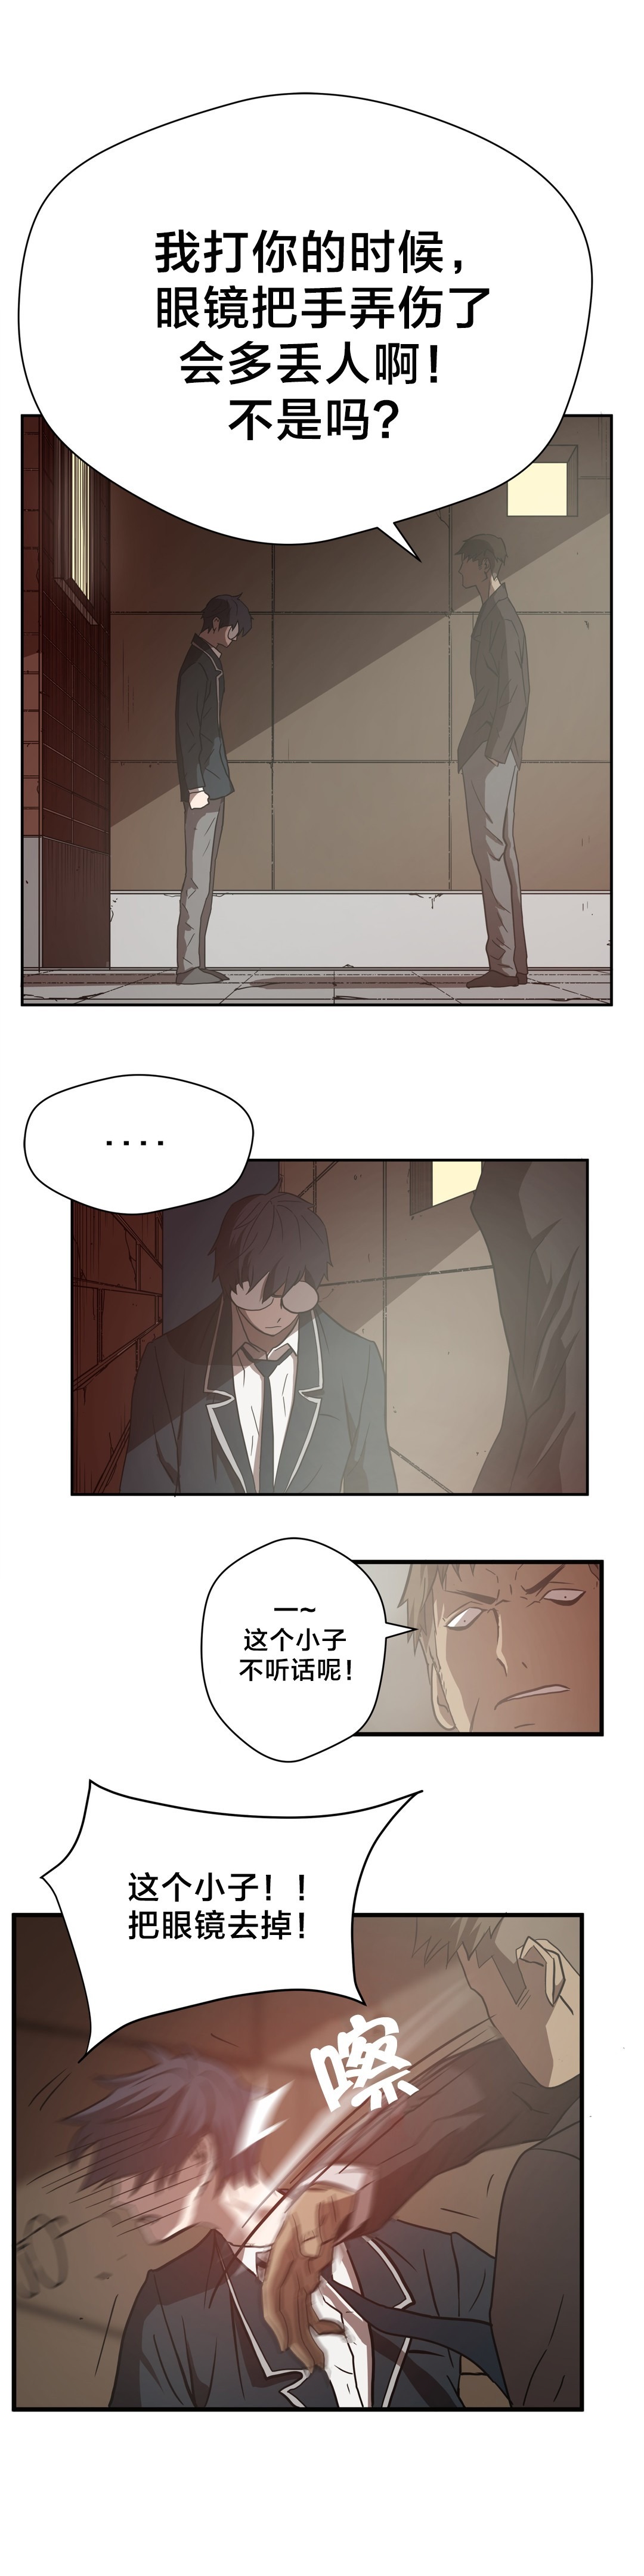 我打你的时候，
眼镜把手弄伤了
会多丢人啊！
不是吗？
....
一~
这个小子
不听话呢！
这个小子！！
把眼镜去掉！
嚓